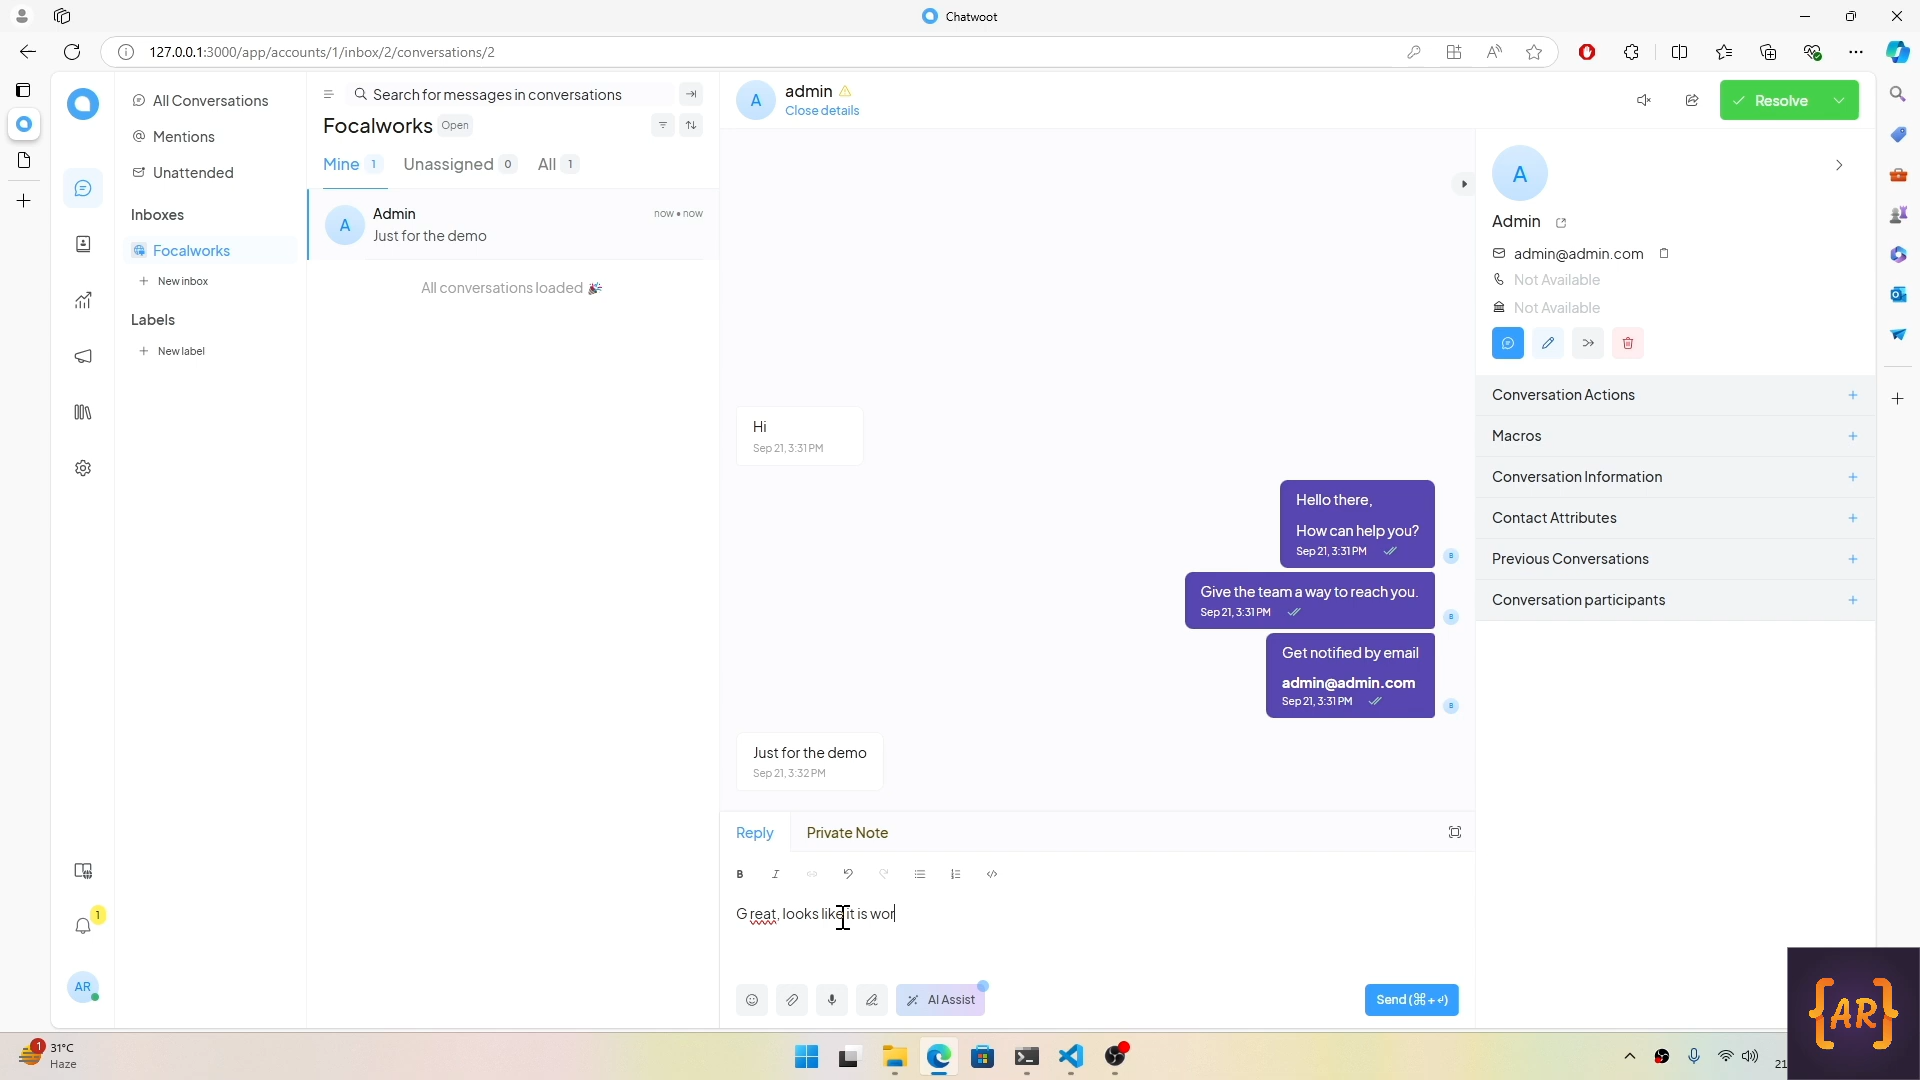 Chatwoot
127.0.0.1:3000/app/accounts/1/inbox/2/conversations/2
All Conversations
Mentions
Unattended
Inboxes
Focalworks
New inbox
Labels
New label
1
AR
Search for messages in conversations
Focalworks Open
Mine 1 Unassigned 0 All 1
A
Admin
now • now
Just for the demo
All conversations loaded
A
admin
Close details
Resolve
Hi
Sep 21, 3:31 PM
Hello there,
How can help you?
Sep 21, 3:31 PM
B
Give the team a way to reach you.
Sep 21, 3:31 PM
B
Get notified by email
admin@admin.com
Sep 21, 3:31 PM
B
Just for the demo
Sep 21, 3:32 PM
Reply Private Note
B I
G reat, looks like it is wor
AI Assist
Send (⌘+↵)
A
Admin
admin@admin.com
Not Available
Not Available
Conversation Actions
Macros
Conversation Information
Contact Attributes
Previous Conversations
Conversation participants
1
31°C
Haze
21
{AR}